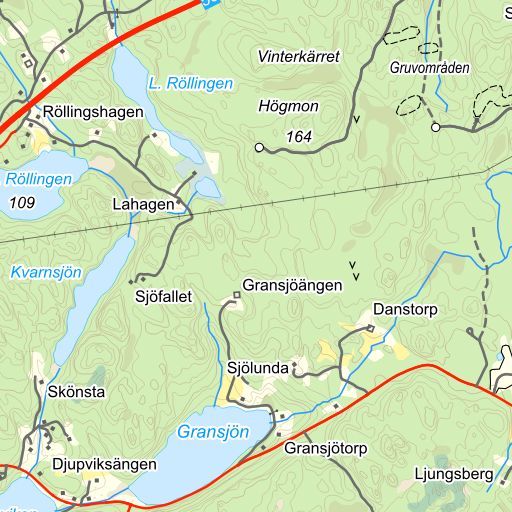 Vinterkärret
Gruvområden
L. Röllingen
Högmon
Röllingshagen
164
Röllingen
109
Lahagen
Kvarnsjön
Sjöfallet
Gransjöängen
Danstorp
Sjölunda
Skönsta
Gransjön
Gransjötorp
Djupviksängen
Ljungsberg